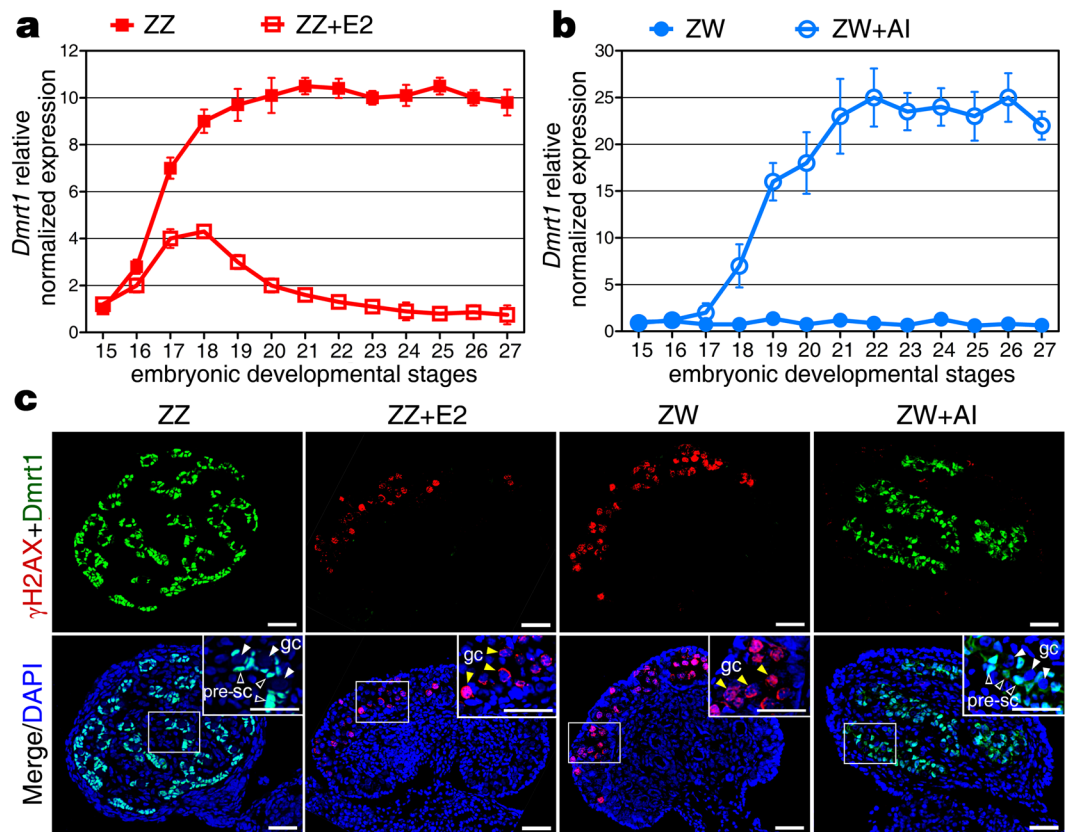 a
ZZ
ZZ+E2
Dmrt1 relative
normalized expression
12
10
8
6
4
2
0
15 16 17 18 19 20 21 22 23 24 25 26 27
embryonic developmental stages
b
ZW
ZW+AI
Dmrt1 relative
normalized expression
30
25
20
15
10
5
0
15 16 17 18 19 20 21 22 23 24 25 26 27
embryonic developmental stages
c
ZZ
ZZ+E2
ZW
ZW+AI
γH2AX+Dmrt1
Merge/DAPI
gc
pre-sc
gc
gc
gc
pre-sc